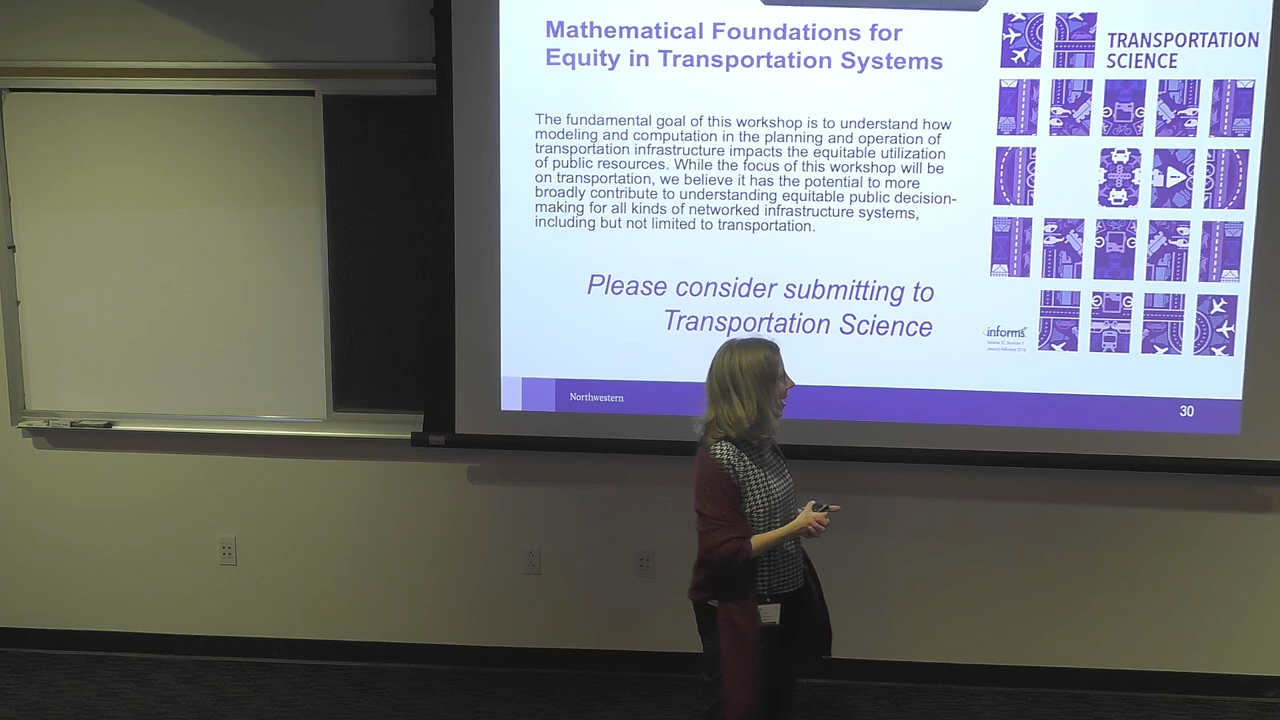 Mathematical Foundations for
Equity in Transportation Systems
TRANSPORTATION
SCIENCE
The fundamental goal of this workshop is to understand how
modeling and computation in the planning and operation of
transportation infrastructure impacts the equitable utilization
of public resources. While the focus of this workshop will be
on transportation, we believe it has the potential to more
broadly contribute to understanding equitable public decision-
making for all kinds of networked infrastructure systems,
including but not limited to transportation.
Please consider submitting to
Transportation Science
informs
Northwestern
30